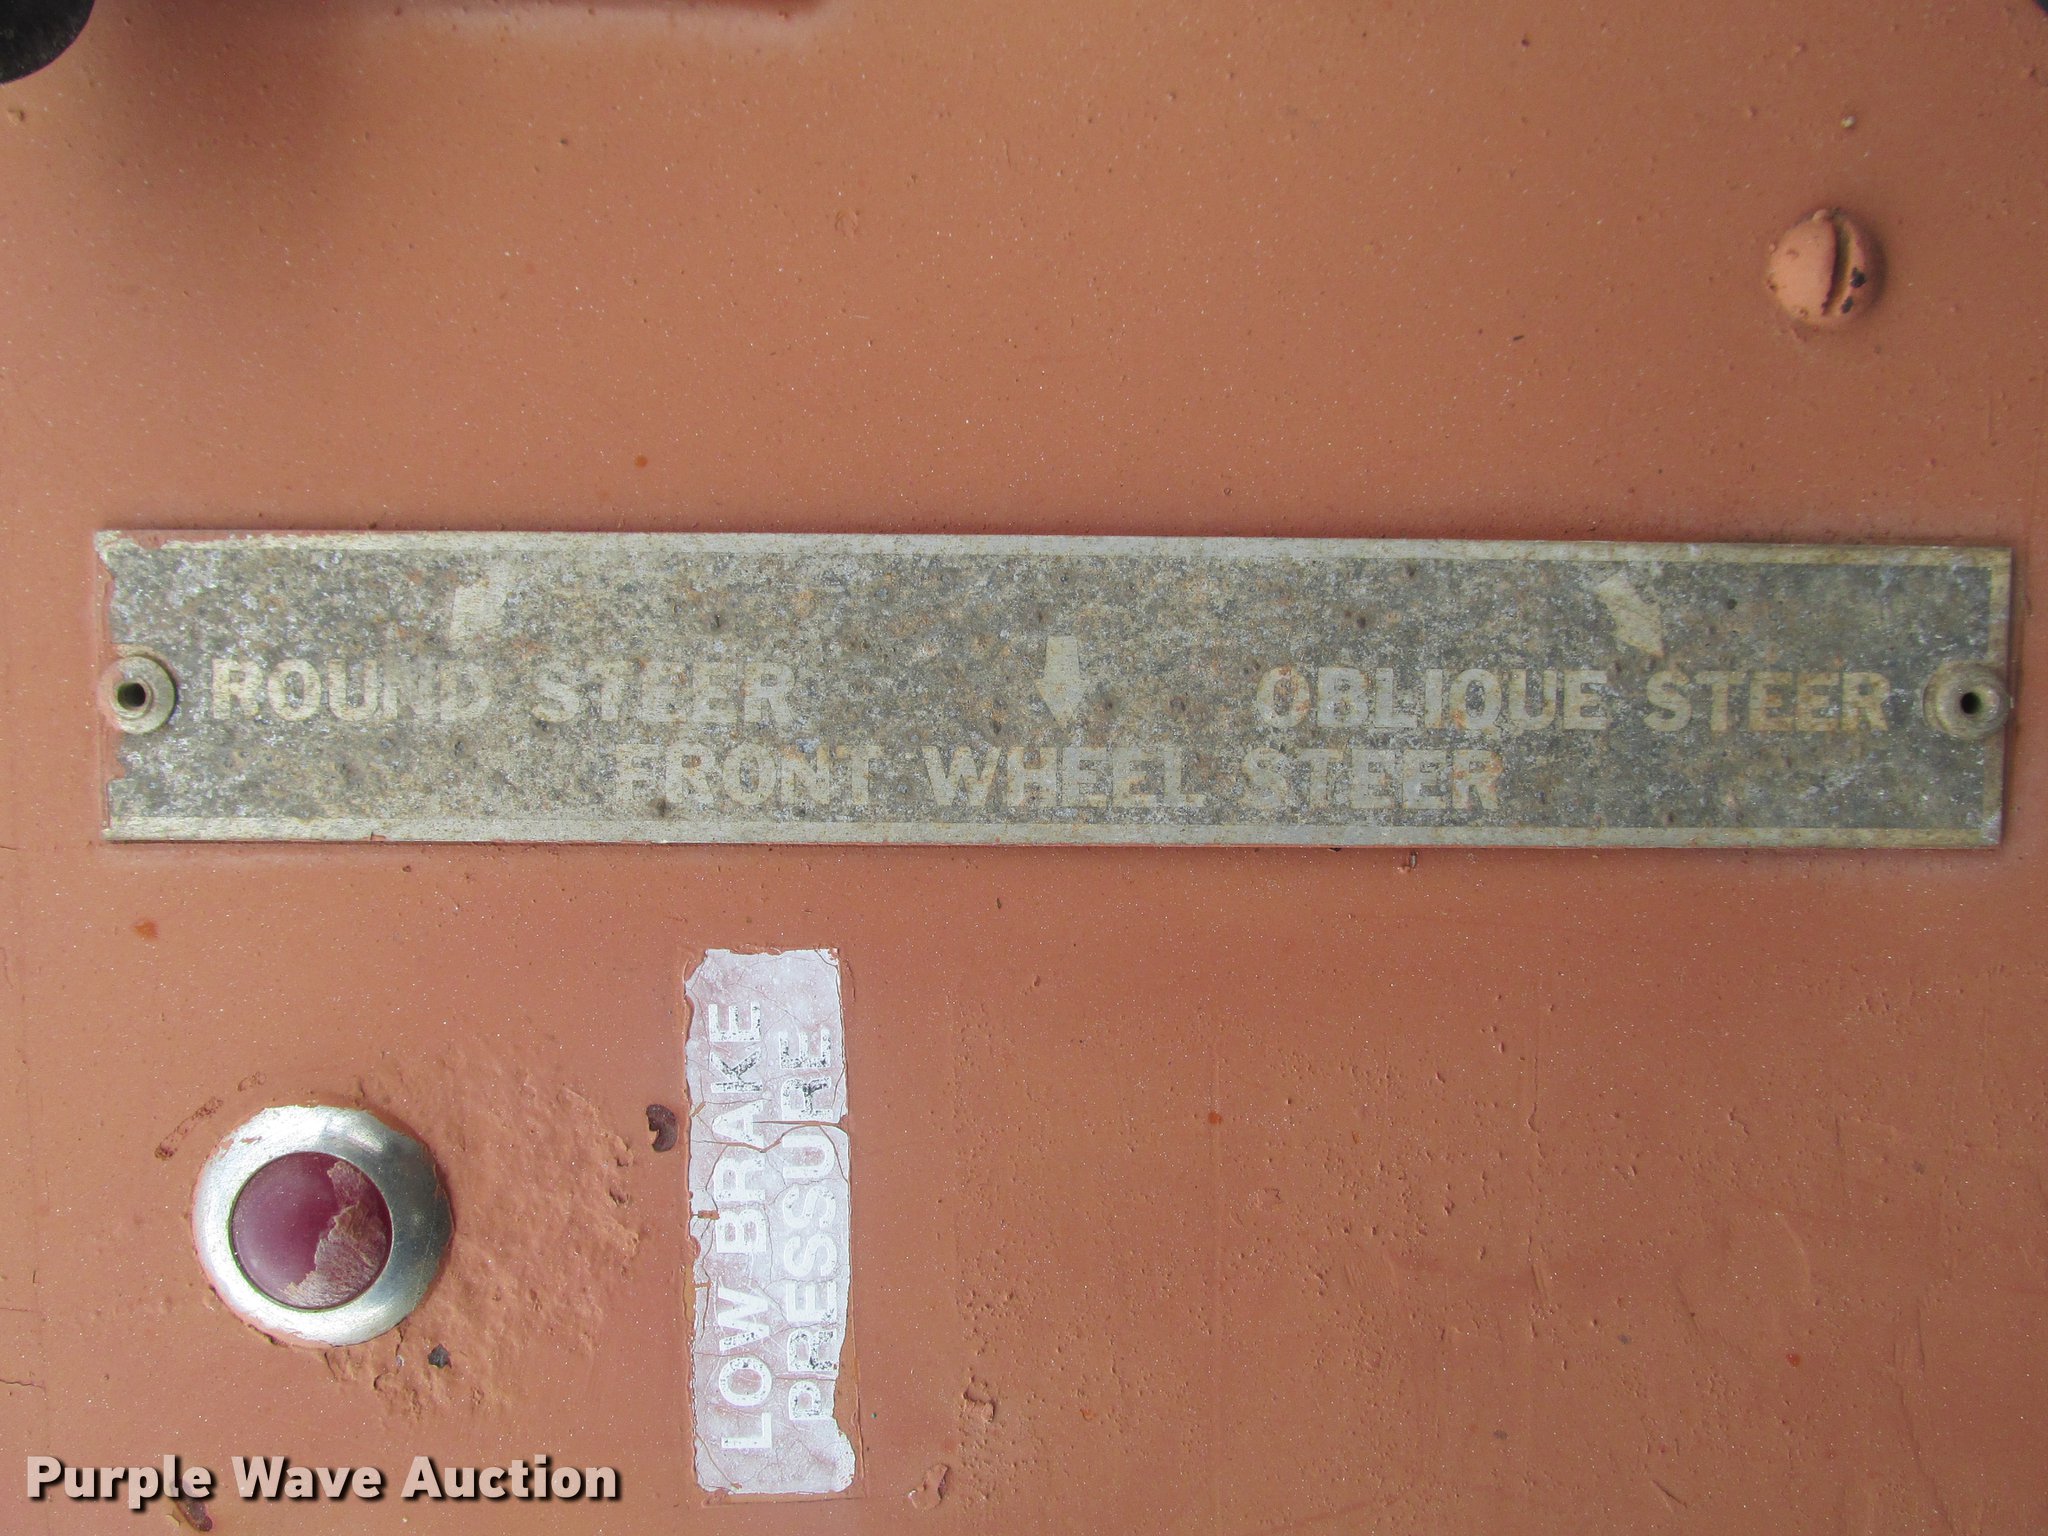 ROUND STEER
OBLIQUE STEER
FRONT WHEEL STEER
LOW BRAKE
PRESSURE
Purple Wave Auction